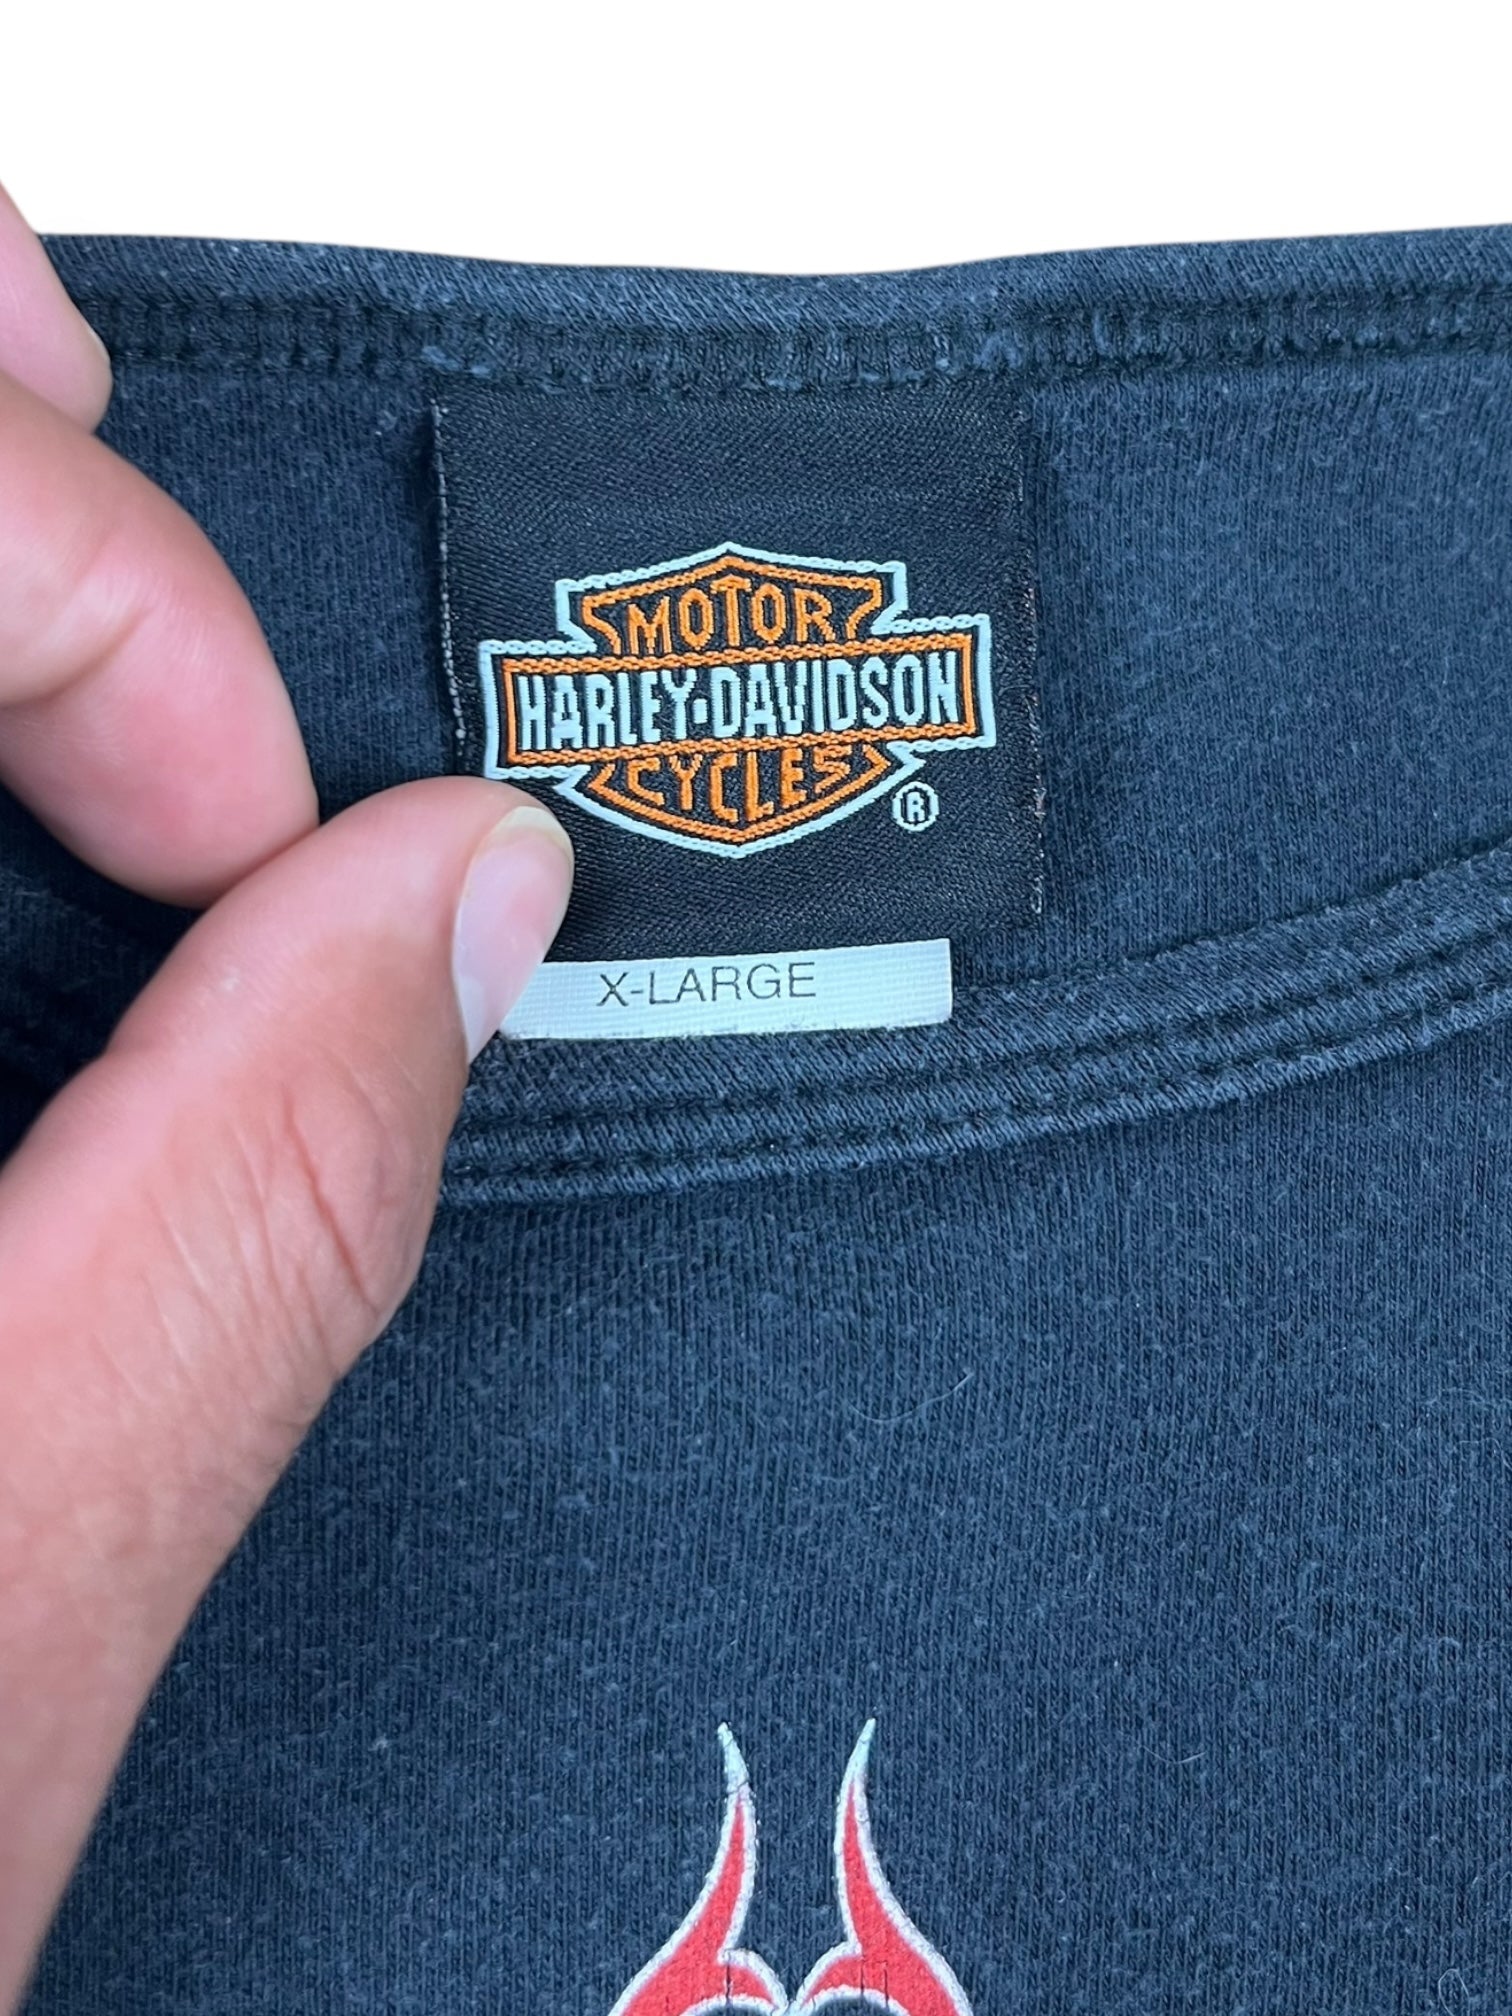 MOTOR
HARLEY-DAVIDSON
CYCLES
®
X-LARGE